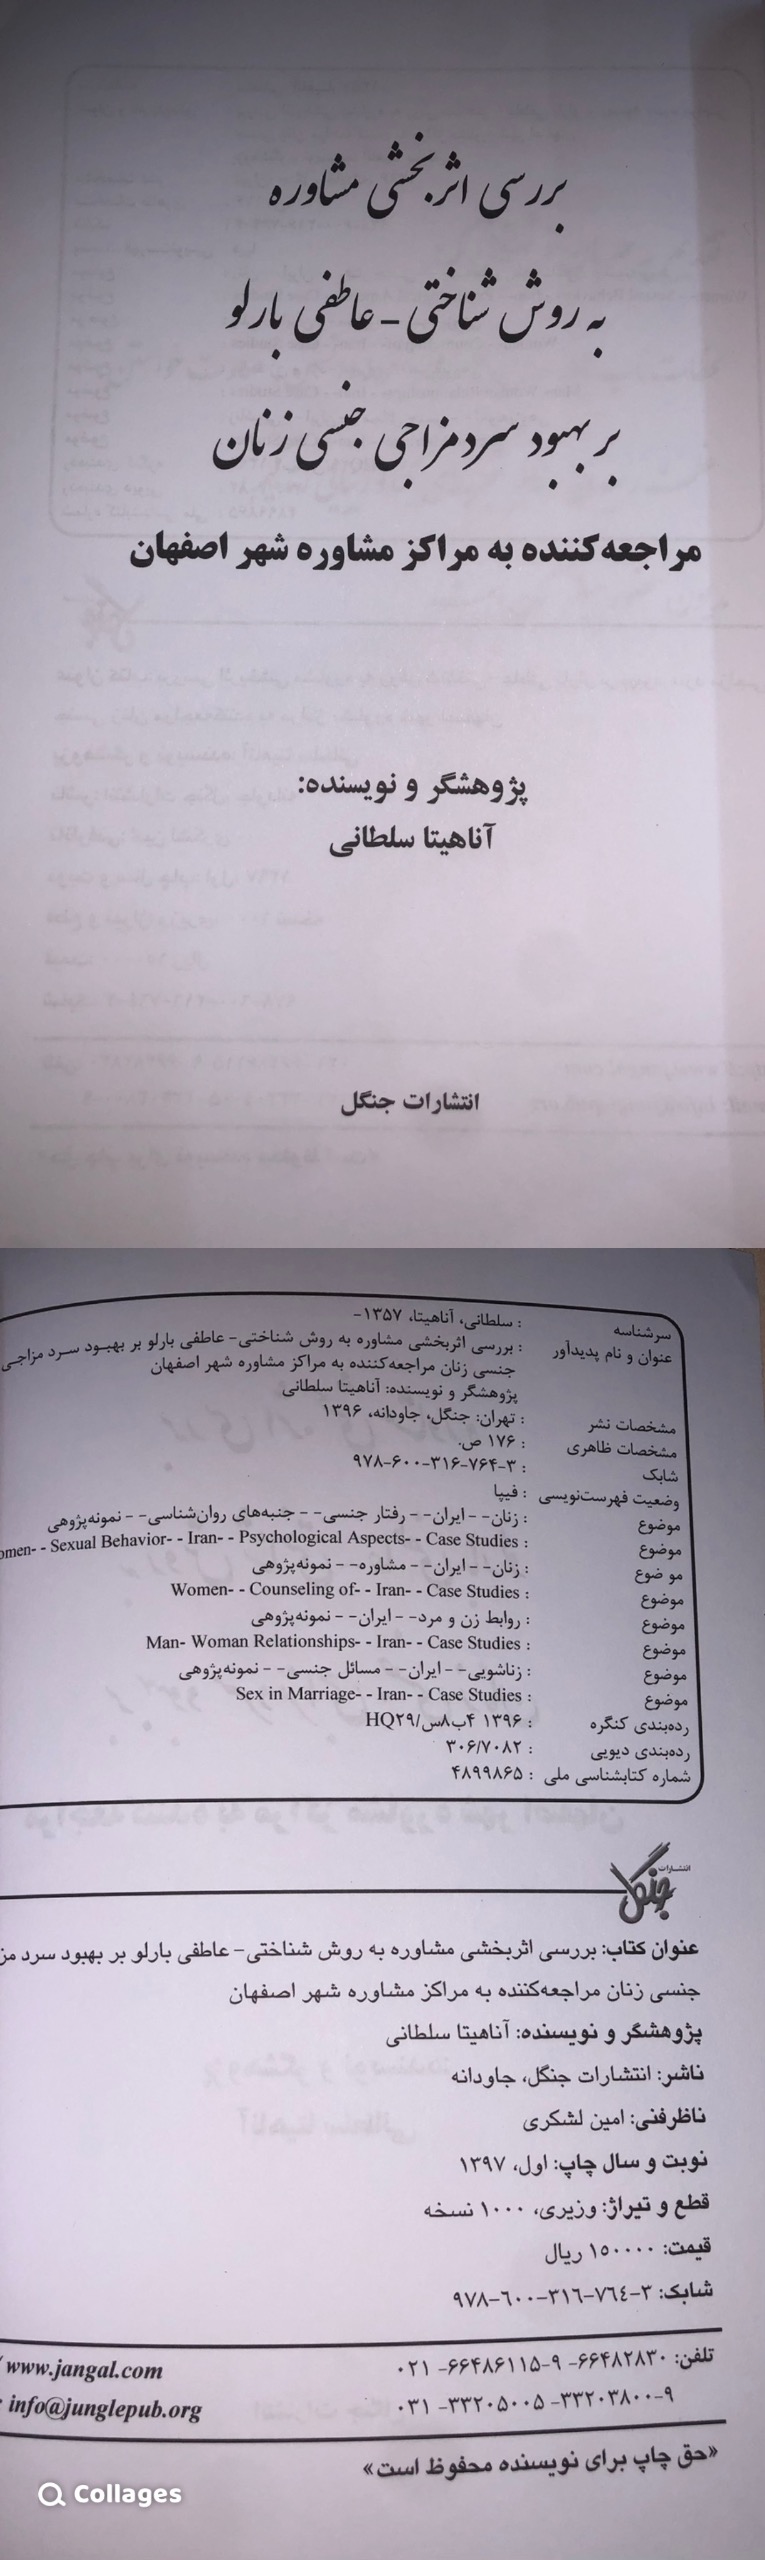 بررسی اثربخشی مشاوره
به روش شناختی - عاطفی بارلو
بر بهبود سردمزاجی جنسی زنان
مراجعه‌کننده به مراکز مشاوره شهر اصفهان
پژوهشگر و نویسنده:
آناهیتا سلطانی
انتشارات جنگل
سرشناسه : سلطانی، آناهیتا، ۱۳۵۷-
عنوان و نام پدیدآور : بررسی اثربخشی مشاوره به روش شناختی- عاطفی بارلو بر بهبود سرد مزاجی
جنسی زنان مراجعه‌کننده به مراکز مشاوره شهر اصفهان
پژوهشگر و نویسنده: آناهیتا سلطانی
مشخصات نشر : تهران: جنگل، جاودانه، ۱۳۹۶
مشخصات ظاهری : ۱۷۶ ص.
شابک : ۹۷۸-۶۰۰-۳۱۶-۷۶۴-۳
وضعیت فهرست‌نویسی : فیپا
موضوع : زنان- - ایران- - رفتار جنسی- - جنبه‌های روان‌شناسی- - نمونه‌پژوهی
موضوع : omen- - Sexual Behavior- - Iran- - Psychological Aspects- - Case Studies
مو ضوع : زنان- - ایران- - مشاوره- - نمونه‌پژوهی
موضوع : Women- - Counseling of- - Iran- - Case Studies
موضوع : روابط زن و مرد- - ایران- - نمونه‌پژوهی
موضوع : Man- Woman Relationships- - Iran- - Case Studies
موضوع : زناشویی- - ایران- - مسائل جنسی- - نمونه‌پژوهی
موضوع : Sex in Marriage- - Iran- - Case Studies
رده‌بندی کنگره : ۱۳۹۶ ۴ب۸س/HQ۲۹
رده‌بندی دیویی : ۳۰۶/۷۰۸۲
شماره کتابشناسی ملی : ۴۸۹۹۸۶۵
انتشارات
جنگل
عنوان کتاب: بررسی اثربخشی مشاوره به روش شناختی- عاطفی بارلو بر بهبود سرد مز
جنسی زنان مراجعه‌کننده به مراکز مشاوره شهر اصفهان
پژوهشگر و نویسنده: آناهیتا سلطانی
ناشر: انتشارات جنگل، جاودانه
ناظرفنی: امین لشکری
نوبت و سال چاپ: اول، ۱۳۹۷
قطع و تیراژ: وزیری، ۱۰۰۰ نسخه
قیمت: ۱۵۰۰۰۰ ریال
شابک: ۳-۷۶۴-۳۱۶-۶۰۰-۹۷۸
تلفن: ۶۶۴۸۲۸۳۰ -۶۶۴۸۶۱۱۵-۹ -۰۲۱
www.jangal.com
۳۳۲۰۳۸۰۰-۹ -۳۳۲۰۵۰۰۵ -۰۳۱
: info@junglepub.org
«حق چاپ برای نویسنده محفوظ است»
Collages